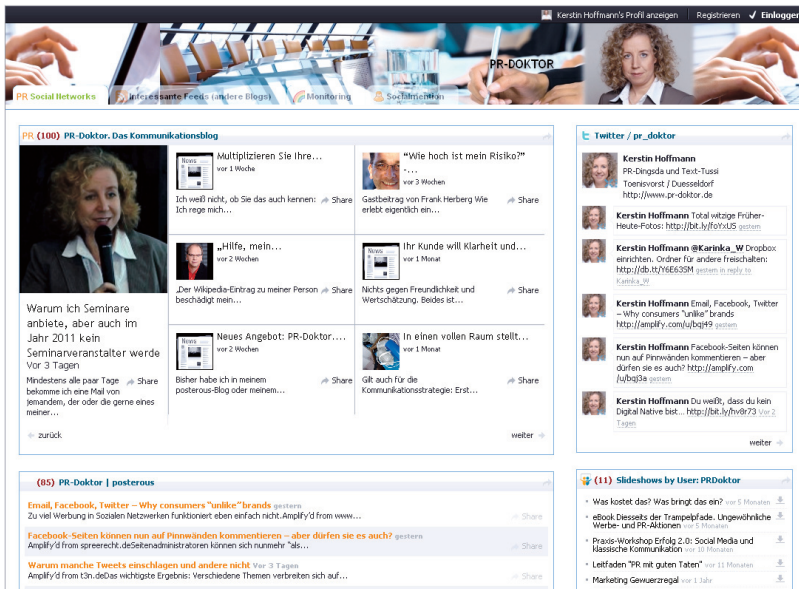 Kerstin Hoffmann's Profil anzeigen
Registrieren
Einloggen
PR-DOKTOR
PR Social Networks
Interessante Feeds (andere Blogs)
Monitoring
Socialmention
PR (100) PR-Doktor. Das Kommunikationsblog
Warum ich Seminare
anbiete, aber auch im
Jahr 2011 kein
Seminarveranstalter werde
Vor 3 Tagen
Mindestens alle paar Tage
Share
bekomme ich eine Mail von
jemandem, der oder die gerne eines
meiner...
News
Multiplizieren Sie Ihre...
vor 1 Woche
Ich weiß nicht, ob Sie das auch kennen:
Share
Ich rege mich...
"Wie hoch ist mein Risiko?"
-...
vor 3 Wochen
Gastbeitrag von Frank Herberg Wie
Share
erlebt eigentlich ein...
„Hilfe, mein...
vor 2 Wochen
„Der Wikipedia-Eintrag zu meiner Person
Share
beschädigt mein...
News
Ihr Kunde will Klarheit und...
vor 1 Monat
Nichts gegen Freundlichkeit und
Share
Wertschätzung. Beides ist...
News
Neues Angebot: PR-Doktor....
vor 2 Wochen
Bisher habe ich in meinem
Share
posterous-Blog oder meinem...
In einen vollen Raum stellt...
vor 1 Monat
Gilt auch für die
Share
Kommunikationsstrategie: Erst...
zurück
weiter
Twitter / pr_doktor
Kerstin Hoffmann
PR-Dingsda und Text-Tussi
Toenisvorst / Duesseldorf
http://www.pr-doktor.de
Kerstin Hoffmann Total witzige Früher-
Heute-Fotos: http://bit.ly/foYxUS gestern
Kerstin Hoffmann @Karinka_W Dropbox
einrichten. Ordner für andere freischalten:
http://db.tt/Y6E63SM gestern in reply to
Karinka_W
Kerstin Hoffmann Email, Facebook, Twitter
– Why consumers "unlike" brands
http://amplify.com/u/bqj49 gestern
Kerstin Hoffmann Facebook-Seiten können
nun auf Pinnwänden kommentieren – aber
dürfen sie es auch? http://amplify.com
/u/bqj3a gestern
Kerstin Hoffmann Du weißt, dass du kein
Digital Native bist... http://bit.ly/hv8r73 Vor 2
Tagen
weiter
(85) PR-Doktor | posterous
Email, Facebook, Twitter – Why consumers "unlike" brands gestern
Zu viel Werbung in Sozialen Netzwerken funktioniert eben einfach nicht.Amplify'd from www...
Share
Facebook-Seiten können nun auf Pinnwänden kommentieren – aber dürfen sie es auch? gestern
Amplify'd from spreerecht.deSeitenadministratoren können sich nunmehr "als...
Share
Warum manche Tweets einschlagen und andere nicht Vor 3 Tagen
Amplify'd from t3n.deDas wichtigste Ergebnis: Verschiedene Themen verbreiten sich auf...
Share
(11) Slideshows by User: PRDoktor
Was kostet das? Was bringt das ein? vor 5 Monaten
eBook Diesseits der Trampelpfade. Ungewöhnliche
Werbe- und PR-Aktionen vor 5 Monaten
Praxis-Workshop Erfolg 2.0: Social Media und
klassische Kommunikation vor 10 Monaten
Leitfaden "PR mit guten Taten" vor 11 Monaten
Marketing Gewuerzregal vor 1 Jahr